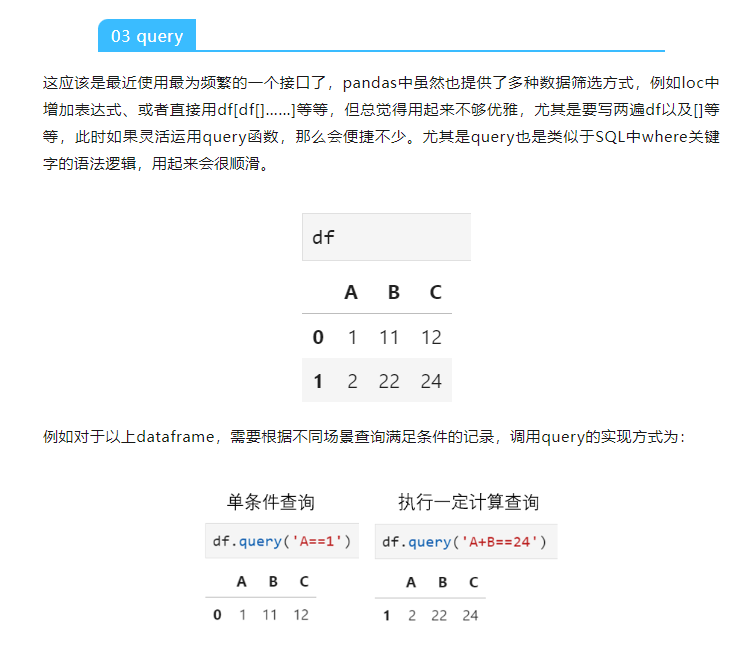 03 query
这应该是最近使用最为频繁的一个接口了，pandas中虽然也提供了多种数据筛选方式，例如loc中
增加表达式、或者直接用df[df[]……]等等，但总觉得用起来不够优雅，尤其是要写两遍df以及[]等
等，此时如果灵活运用query函数，那么会便捷不少。尤其是query也是类似于SQL中where关键
字的语法逻辑，用起来会很顺滑。
df
A B C
0 1 11 12
1 2 22 24
例如对于以上dataframe，需要根据不同场景查询满足条件的记录，调用query的实现方式为：
单条件查询 执行一定计算查询
df.query('A==1') df.query('A+B==24')
A B C A B C
0 1 11 12 1 2 22 24